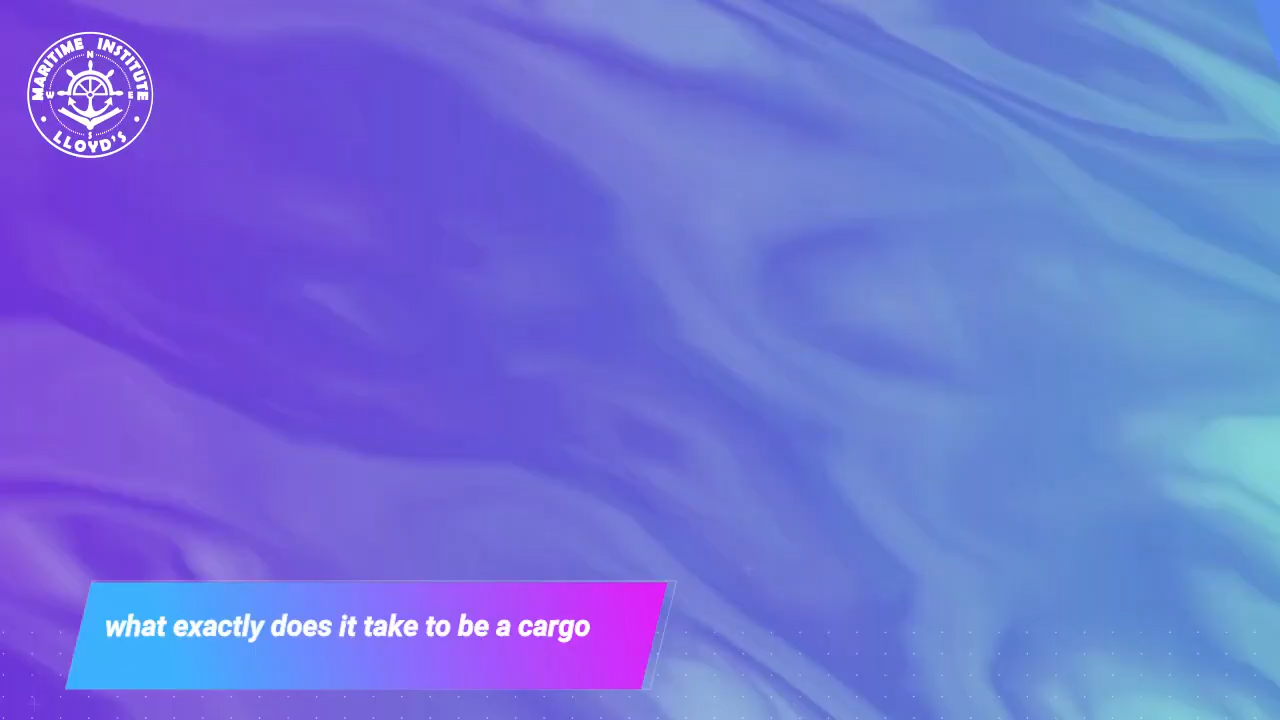 MARITIME INSTITUTE
N
W E
S
LLOYD'S
what exactly does it take to be a cargo